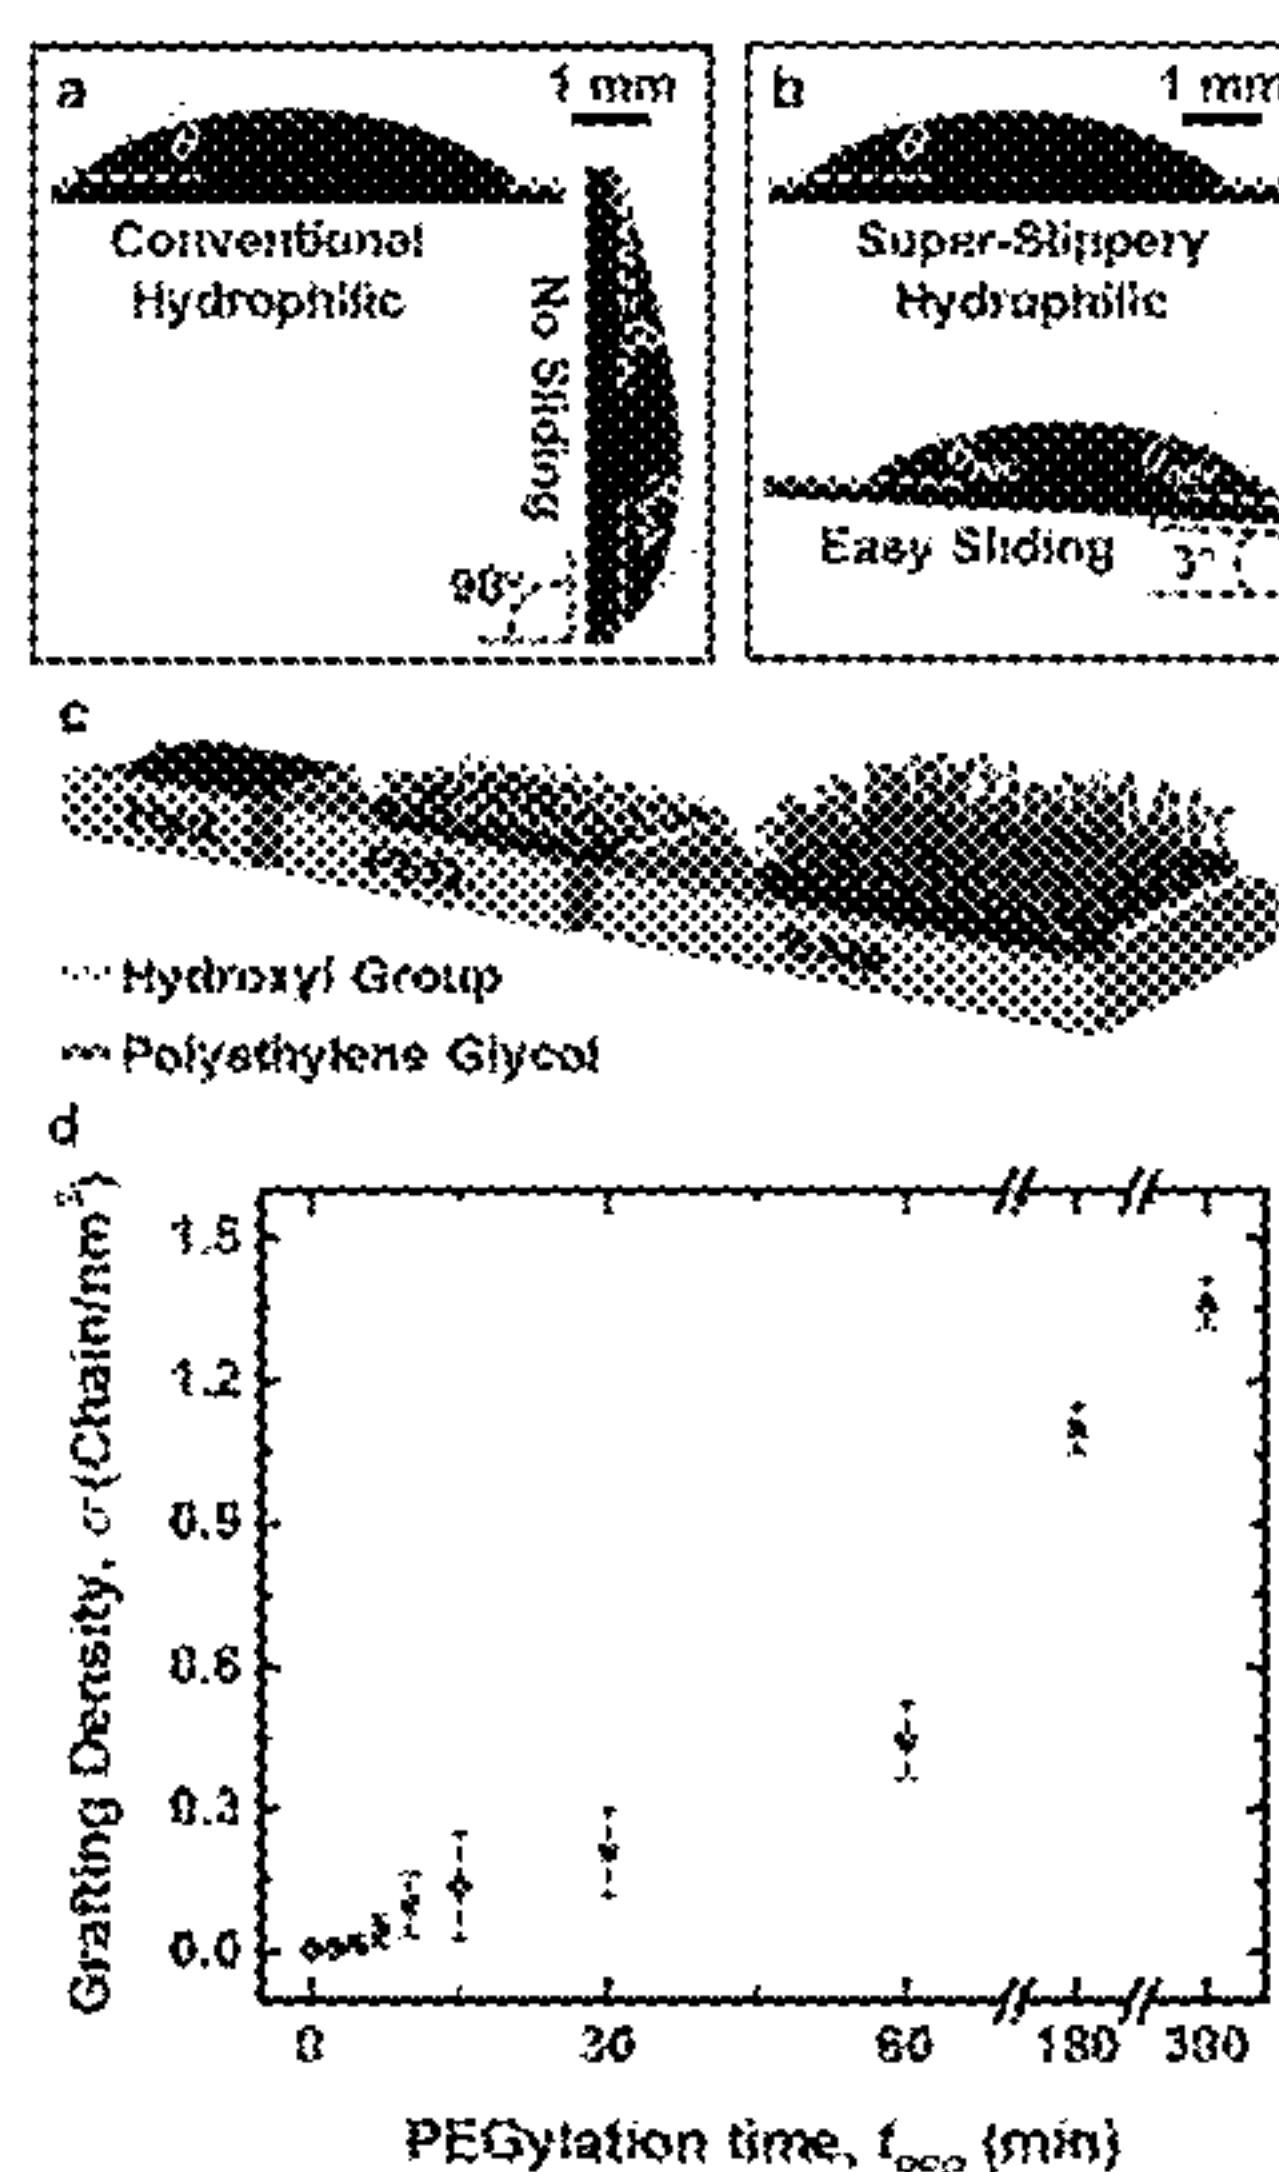 a
1 mm
Conventional
Hydrophilic
No Sliding
90°
b
1 mm
Super-Slippery
Hydrophilic
Easy Sliding
3°
c
Hydroxyl Group
Polyethylene Glycol
d
Grafting Density, σ (Chain/nm²)
1.5
1.2
0.9
0.6
0.3
0.0
0 30 60 180 300
PEGylation time, t_PEG (min)